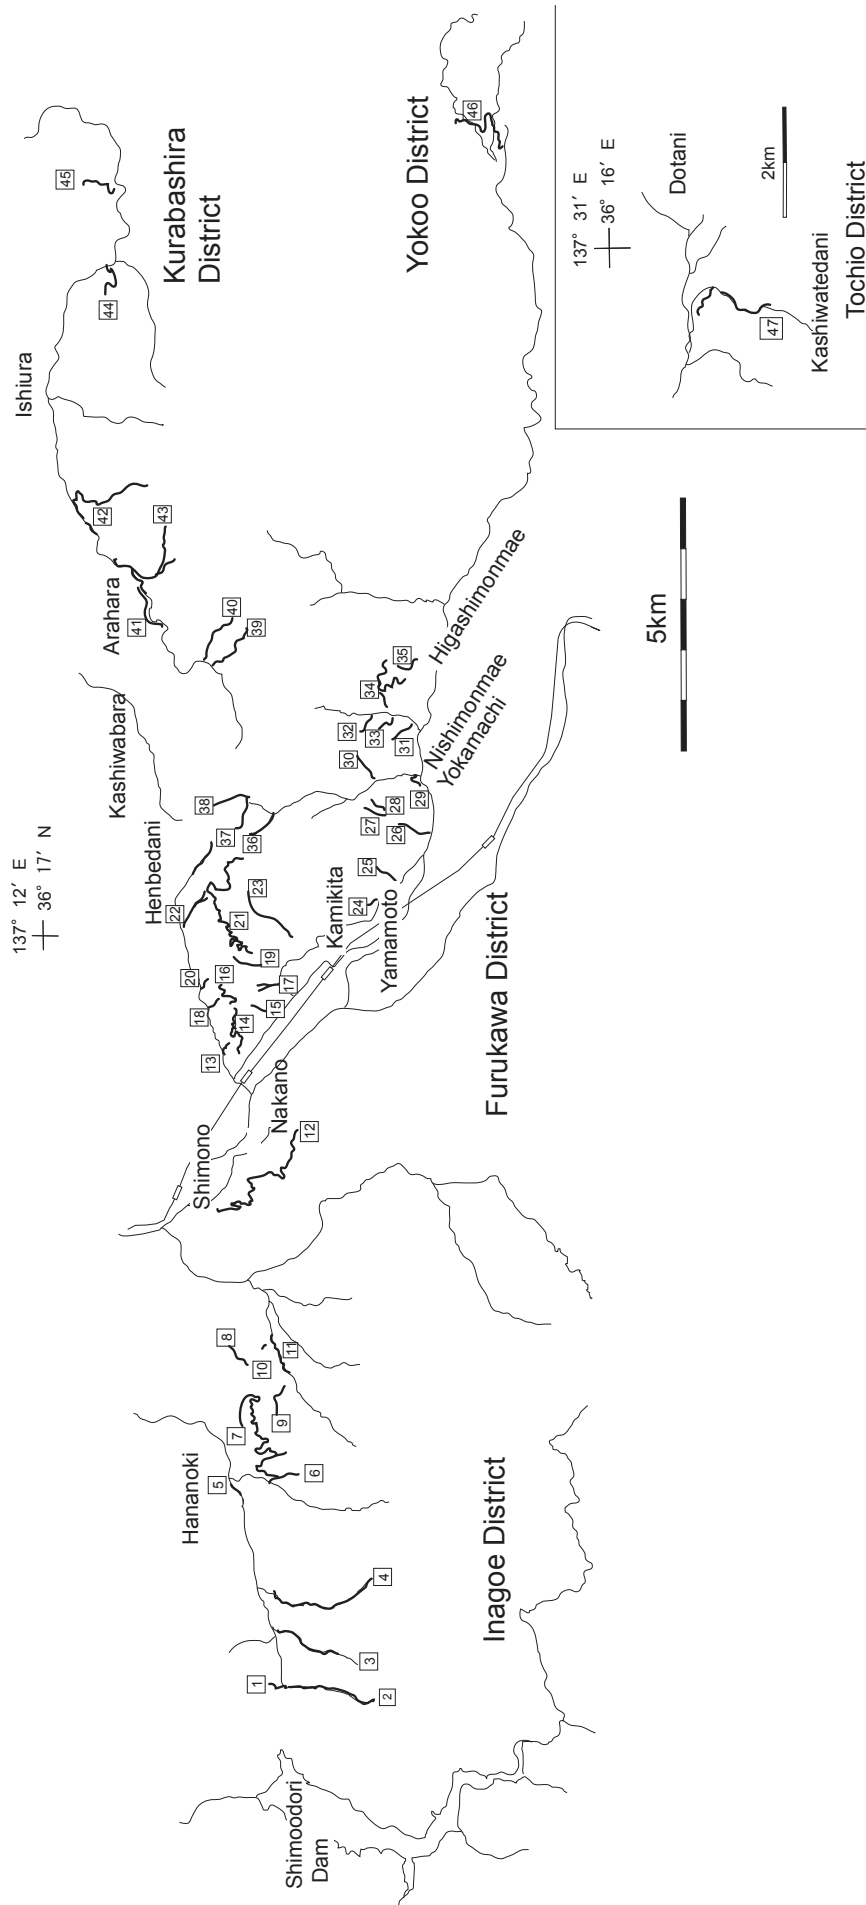 1
2
3
4
5
6
7
8
9
10
11
12
13
14
15
16
17
18
19
20
21
22
23
24
25
26
27
28
29
30
31
32
33
34
35
36
37
38
39
40
41
42
43
44
45
46
47
Shimoodori
Dam
Hananoki
Inagoe District
Shimono
Nakano
Furukawa District
Kamikita
Yamamoto
Henbedani
137° 12′ E
36° 17′ N
Kashiwabara
Nishimonmae
Yokamachi
Higashimonmae
Arahara
5km
Ishiura
Kurabashira
District
Yokoo District
137° 31′ E
36° 16′ E
Dotani
2km
Kashiwatedani
Tochio District